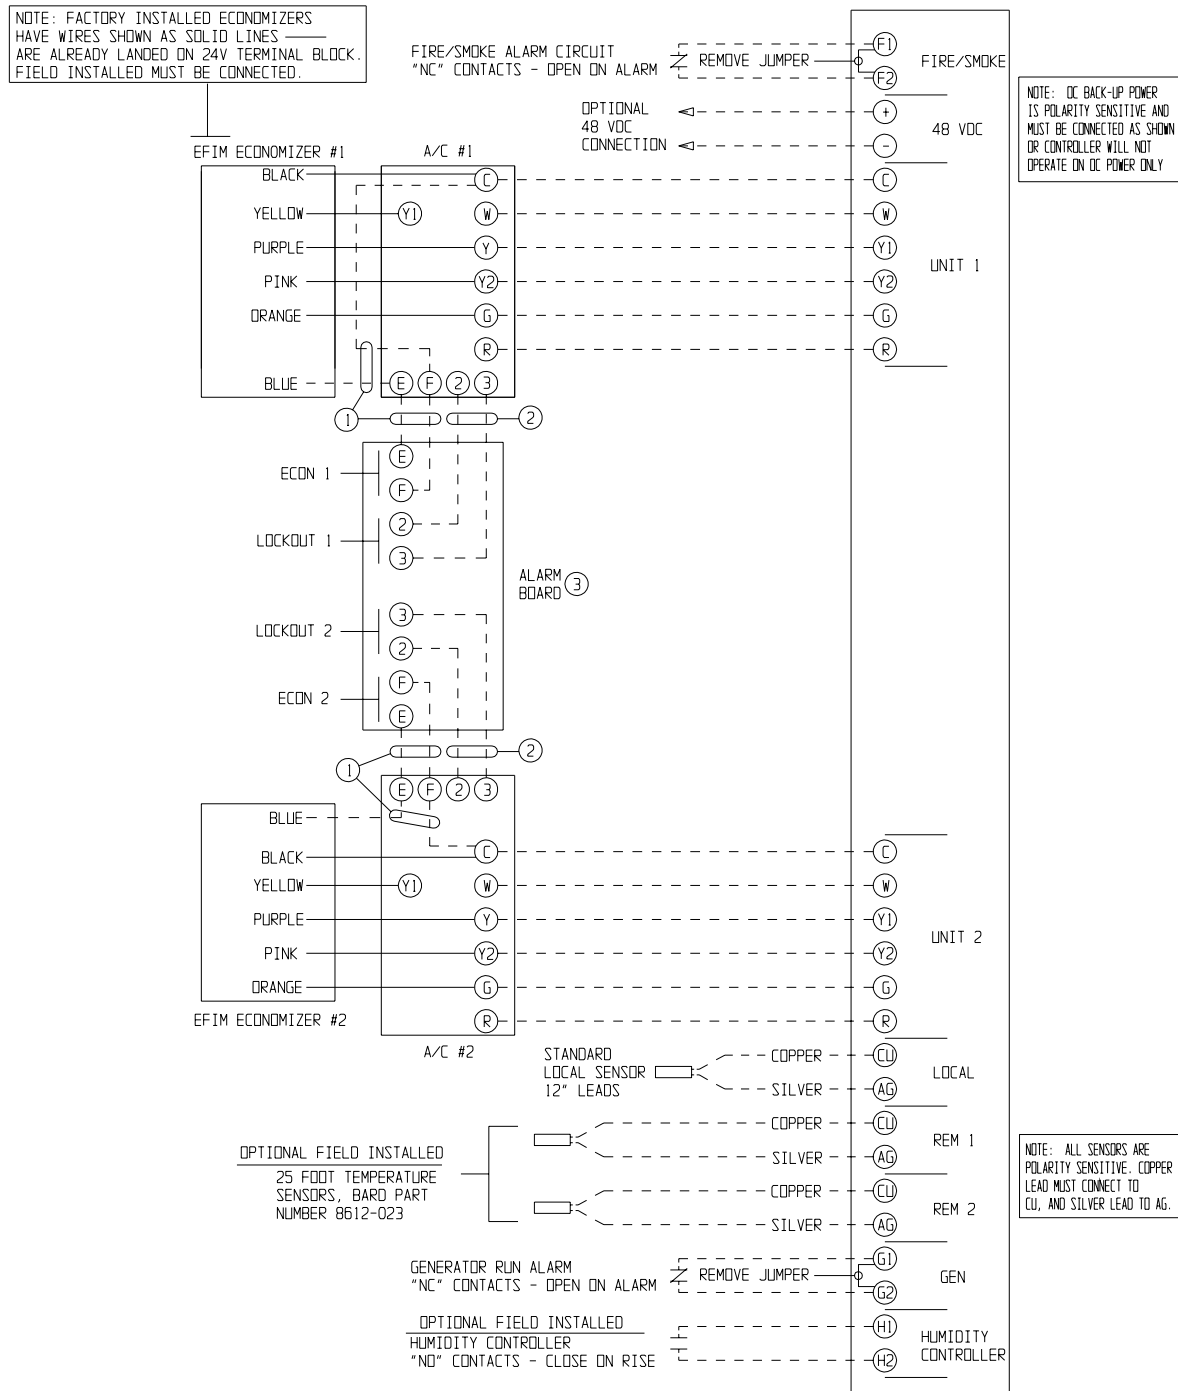 NOTE: FACTORY INSTALLED ECONOMIZERS
HAVE WIRES SHOWN AS SOLID LINES
ARE ALREADY LANDED ON 24V TERMINAL BLOCK.
FIELD INSTALLED MUST BE CONNECTED.
FIRE/SMOKE ALARM CIRCUIT
"NC" CONTACTS - OPEN ON ALARM
REMOVE JUMPER
F1
F2
FIRE/SMOKE
OPTIONAL
48 VDC
CONNECTION
+
-
48 VDC
NOTE: DC BACK-UP POWER
IS POLARITY SENSITIVE AND
MUST BE CONNECTED AS SHOWN
OR CONTROLLER WILL NOT
OPERATE ON DC POWER ONLY
EFIM ECONOMIZER #1
A/C #1
BLACK
C
C
YELLOW
Y1
W
W
PURPLE
Y
Y1
UNIT 1
PINK
Y2
Y2
ORANGE
G
G
R
R
BLUE
E
F
2
3
1
2
ECON 1
E
F
LOCKOUT 1
2
3
ALARM
BOARD
3
LOCKOUT 2
3
2
ECON 2
F
E
1
2
E
F
2
3
BLUE
BLACK
C
C
YELLOW
Y1
W
W
PURPLE
Y
Y1
UNIT 2
PINK
Y2
Y2
ORANGE
G
G
EFIM ECONOMIZER #2
R
R
A/C #2
STANDARD
LOCAL SENSOR
12" LEADS
COPPER
CU
SILVER
AG
LOCAL
OPTIONAL FIELD INSTALLED
25 FOOT TEMPERATURE
SENSORS, BARD PART
NUMBER 8612-023
COPPER
CU
SILVER
AG
REM 1
COPPER
CU
SILVER
AG
REM 2
NOTE: ALL SENSORS ARE
POLARITY SENSITIVE. COPPER
LEAD MUST CONNECT TO
CU, AND SILVER LEAD TO AG.
GENERATOR RUN ALARM
"NC" CONTACTS - OPEN ON ALARM
REMOVE JUMPER
G1
G2
GEN
OPTIONAL FIELD INSTALLED
HUMIDITY CONTROLLER
"NO" CONTACTS - CLOSE ON RISE
H1
H2
HUMIDITY
CONTROLLER